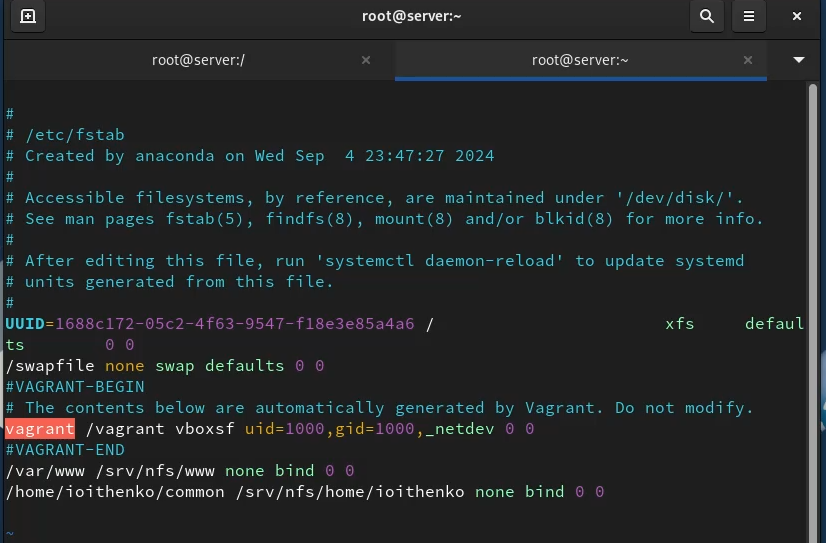 root@server:~
root@server:/
root@server:~
#
# /etc/fstab
# Created by anaconda on Wed Sep  4 23:47:27 2024
#
# Accessible filesystems, by reference, are maintained under '/dev/disk/'.
# See man pages fstab(5), findfs(8), mount(8) and/or blkid(8) for more info.
#
# After editing this file, run 'systemctl daemon-reload' to update systemd
# units generated from this file.
#
UUID=1688c172-05c2-4f63-9547-f18e3e85a4a6 /                       xfs     defaul
ts          0 0
/swapfile none swap defaults 0 0
#VAGRANT-BEGIN
# The contents below are automatically generated by Vagrant. Do not modify.
vagrant /vagrant vboxsf uid=1000,gid=1000,_netdev 0 0
#VAGRANT-END
/var/www /srv/nfs/www none bind 0 0
/home/ioithenko/common /srv/nfs/home/ioithenko none bind 0 0
~